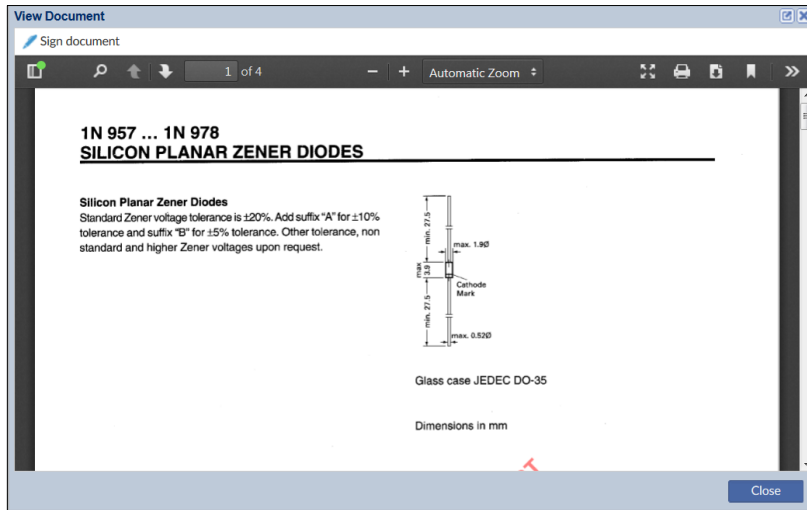 View Document
Sign document
1 of 4
Automatic Zoom
1N 957 ... 1N 978
SILICON PLANAR ZENER DIODES
Silicon Planar Zener Diodes
Standard Zener voltage tolerance is ±20%. Add suffix "A" for ±10%
tolerance and suffix "B" for ±5% tolerance. Other tolerance, non
standard and higher Zener voltages upon request.
min. 27.5
max. 1.9Ø
max
3.9
Cathode
Mark
min. 27.5
max. 0.52Ø
Glass case JEDEC DO-35
Dimensions in mm
Close